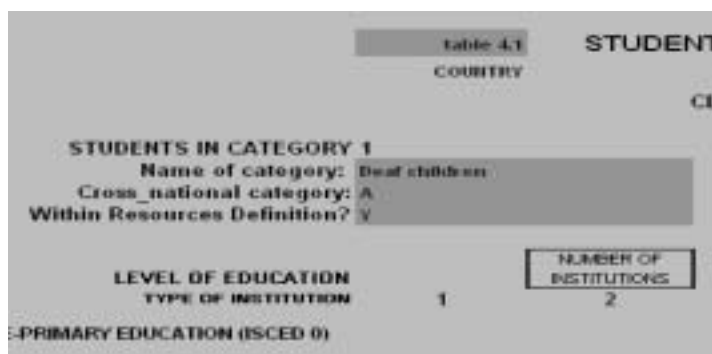 table 4.1 STUDENT
COUNTRY
CI
STUDENTS IN CATEGORY 1
Name of category: Deaf children
Cross_national category: A
Within Resources Definition? Y
NUMBER OF
LEVEL OF EDUCATION INSTITUTIONS
TYPE OF INSTITUTION 1 2
E-PRIMARY EDUCATION (ISCED 0)